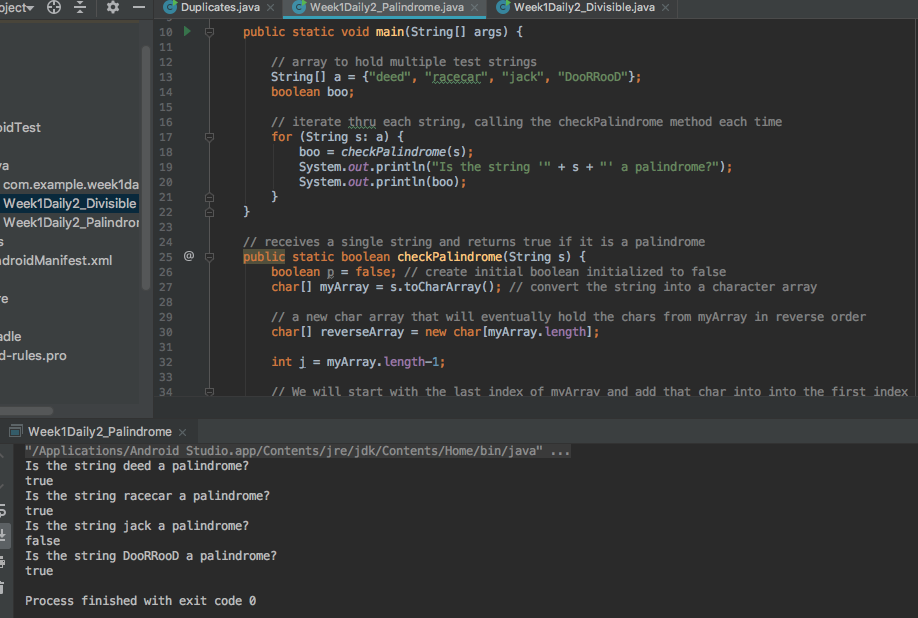 oject
Duplicates.java
Week1Daily2_Palindrome.java
Week1Daily2_Divisible.java
oidTest
va
com.example.week1da
Week1Daily2_Divisible
Week1Daily2_Palindror
s
ndroidManifest.xml
re
adle
d-rules.pro
10 public static void main(String[] args) {
11
12 // array to hold multiple test strings
13 String[] a = {"deed", "racecar", "jack", "DooRRooD"};
14 boolean boo;
15
16 // iterate thru each string, calling the checkPalindrome method each time
17 for (String s: a) {
18 boo = checkPalindrome(s);
19 System.out.println("Is the string '" + s + "' a palindrome?");
20 System.out.println(boo);
21 }
22 }
23
24 // receives a single string and returns true if it is a palindrome
25 @ public static boolean checkPalindrome(String s) {
26 boolean p = false; // create initial boolean initialized to false
27 char[] myArray = s.toCharArray(); // convert the string into a character array
28
29 // a new char array that will eventually hold the chars from myArray in reverse order
30 char[] reverseArray = new char[myArray.length];
31
32 int j = myArray.length-1;
33
34 // We will start with the last index of myArray and add that char into into the first index
Week1Daily2_Palindrome
"/Applications/Android Studio.app/Contents/jre/jdk/Contents/Home/bin/java" ...
Is the string deed a palindrome?
true
Is the string racecar a palindrome?
true
Is the string jack a palindrome?
false
Is the string DooRRooD a palindrome?
true
Process finished with exit code 0